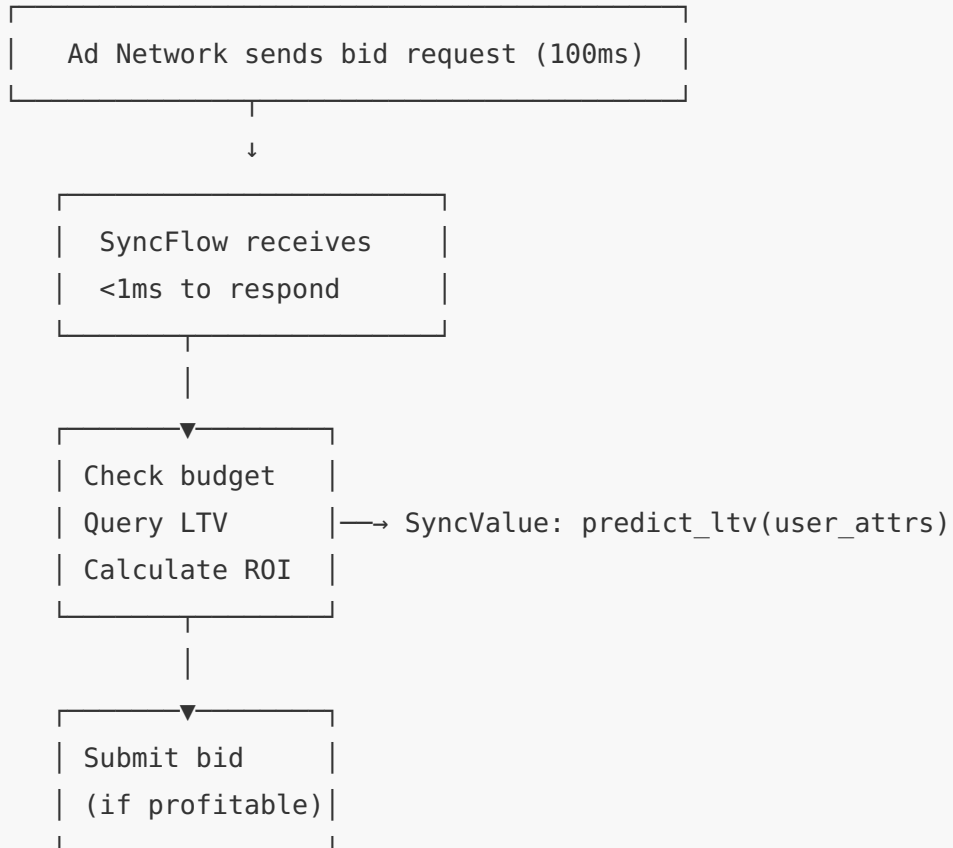 Ad Network sends bid request (100ms)
↓
SyncFlow receives
<1ms to respond
Check budget
Query LTV ──→ SyncValue: predict_ltv(user_attrs)
Calculate ROI
Submit bid
(if profitable)